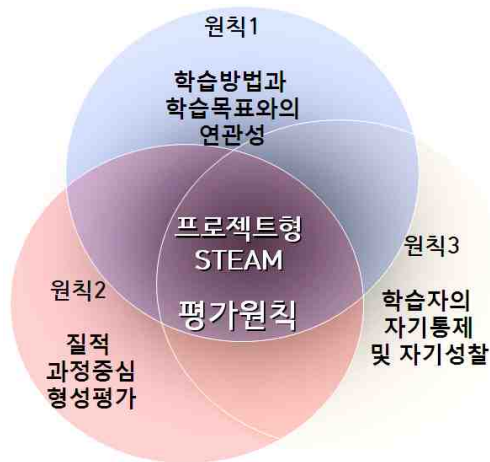 원칙1
학습방법과
학습목표와의
연관성
프로젝트형
STEAM
평가원칙
원칙2
질적
과정중심
형성평가
원칙3
학습자의
자기통제
및 자기성찰